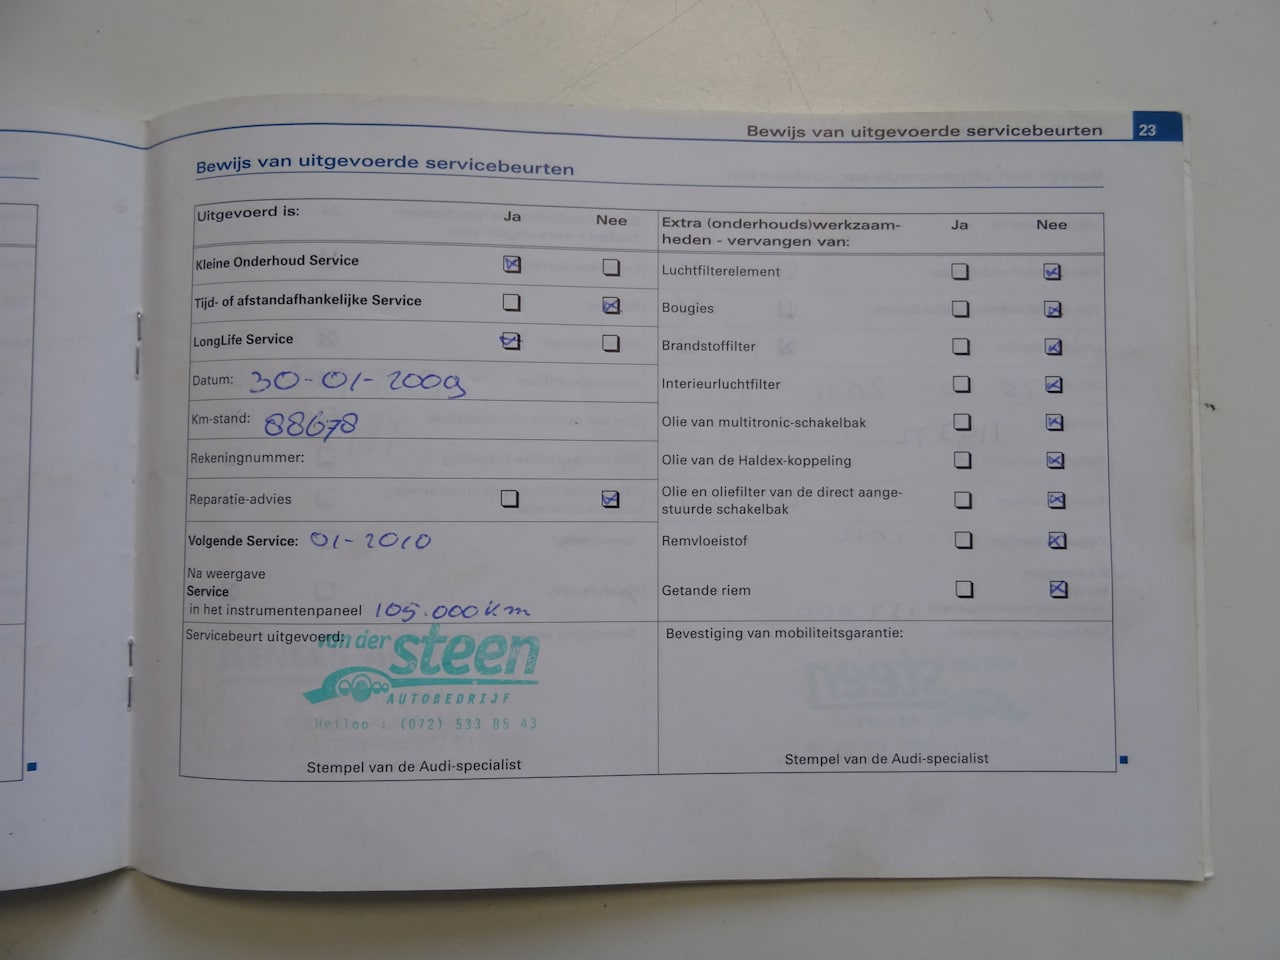 Bewijs van uitgevoerde servicebeurten 23
Bewijs van uitgevoerde servicebeurten
Uitgevoerd is: Ja Nee
Kleine Onderhoud Service
Tijd- of afstandafhankelijke Service
LongLife Service
Datum: 30-01-2009
Km-stand: 88678
Rekeningnummer:
Reparatie-advies
Volgende Service: 01-2010
Na weergave
Service
in het instrumentenpaneel 105.000 km
Servicebeurt uitgevoerd:
van der steen
AUTOBEDRIJF
Heiloo : (072) 533 85 43
Stempel van de Audi-specialist
Extra (onderhouds)werkzaam-
heden - vervangen van: Ja Nee
Luchtfilterelement
Bougies
Brandstoffilter
Interieurluchtfilter
Olie van multitronic-schakelbak
Olie van de Haldex-koppeling
Olie en oliefilter van de direct aange-
stuurde schakelbak
Remvloeistof
Getande riem
Bevestiging van mobiliteitsgarantie:
Stempel van de Audi-specialist